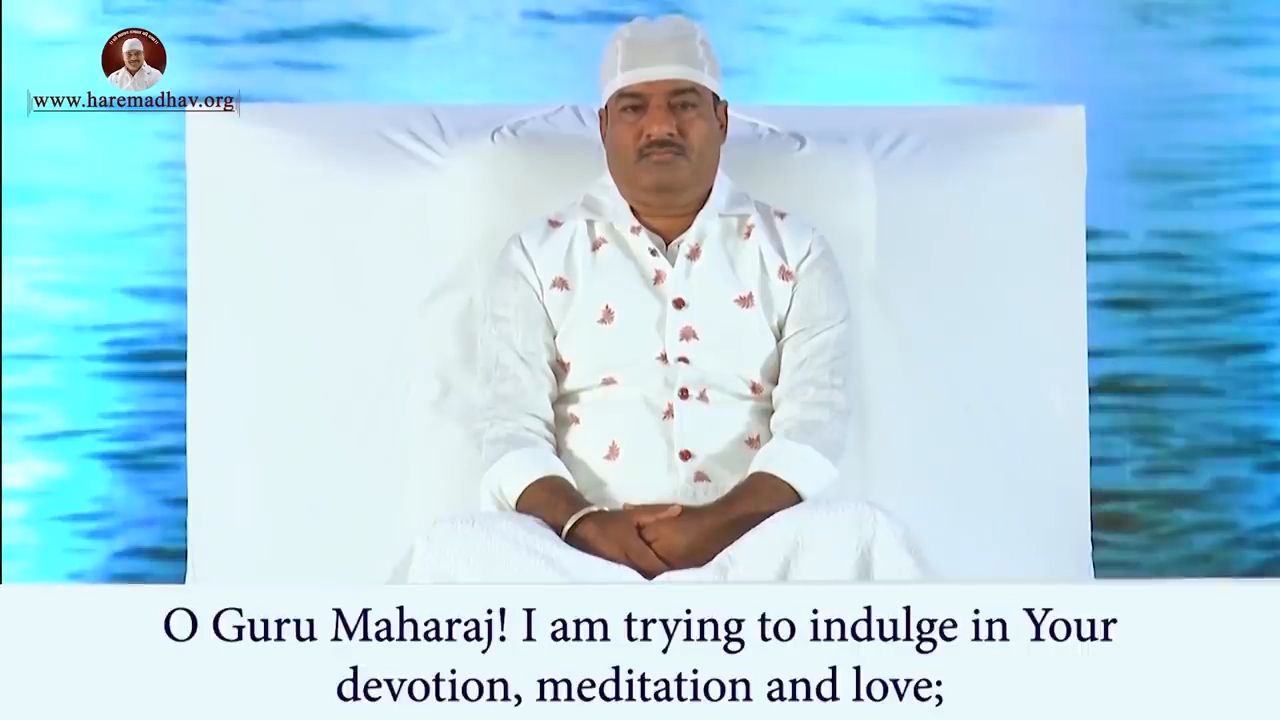 www.haremadhav.org
O Guru Maharaj! I am trying to indulge in Your
devotion, meditation and love;